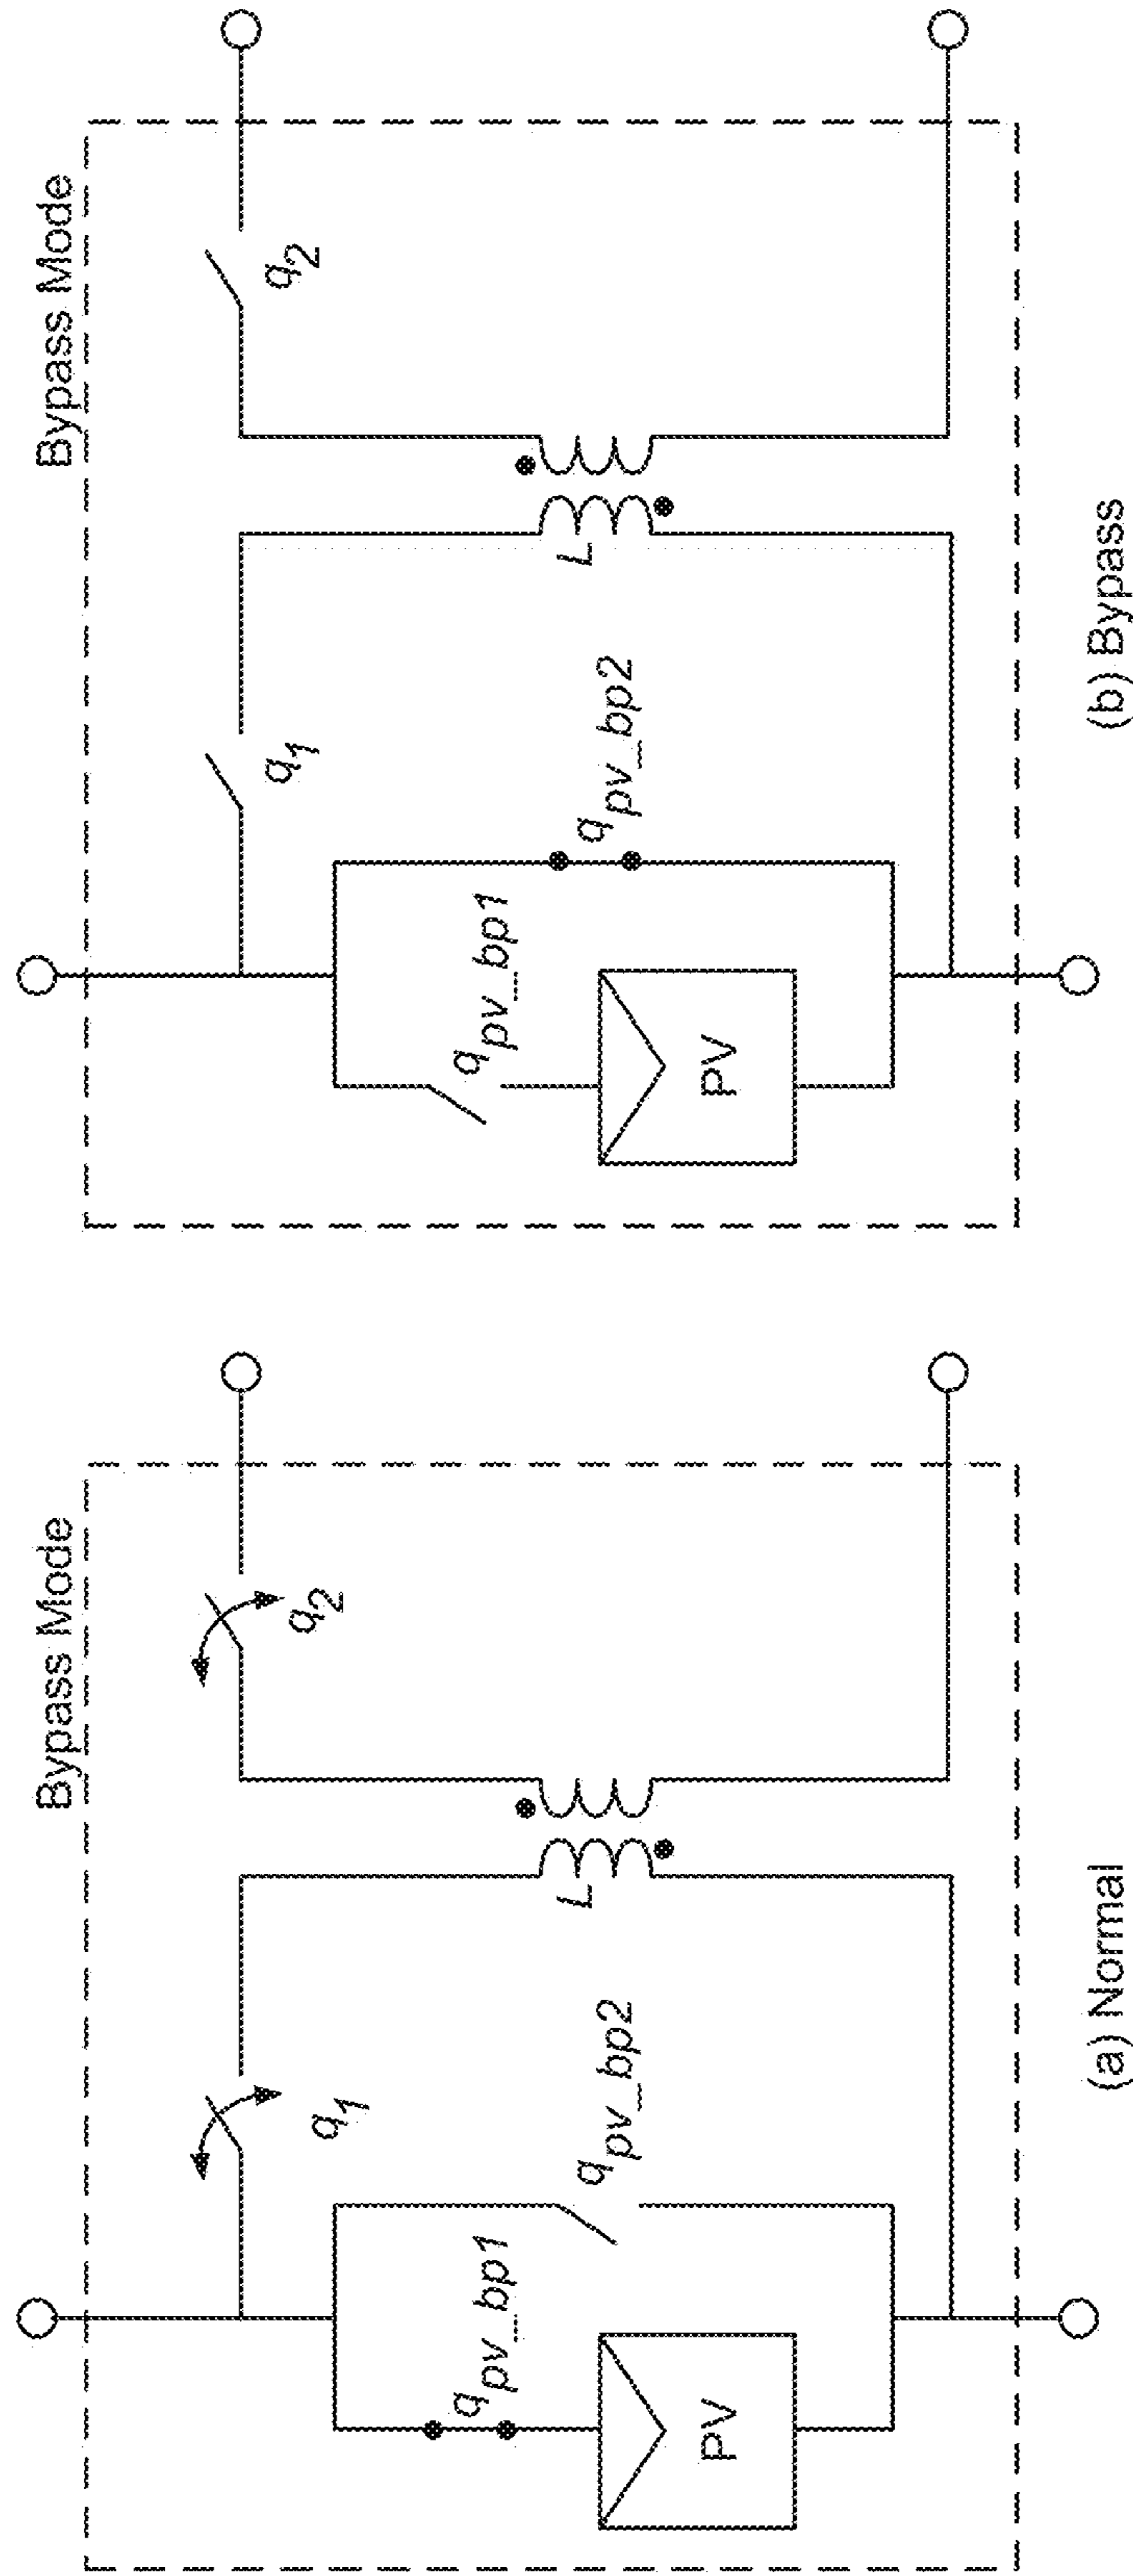 Bypass Mode
q1
q2
qpv_bp1
qpv_bp2
L
PV
(a) Normal
Bypass Mode
q1
q2
qpv_bp1
qpv_bp2
L
PV
(b) Bypass